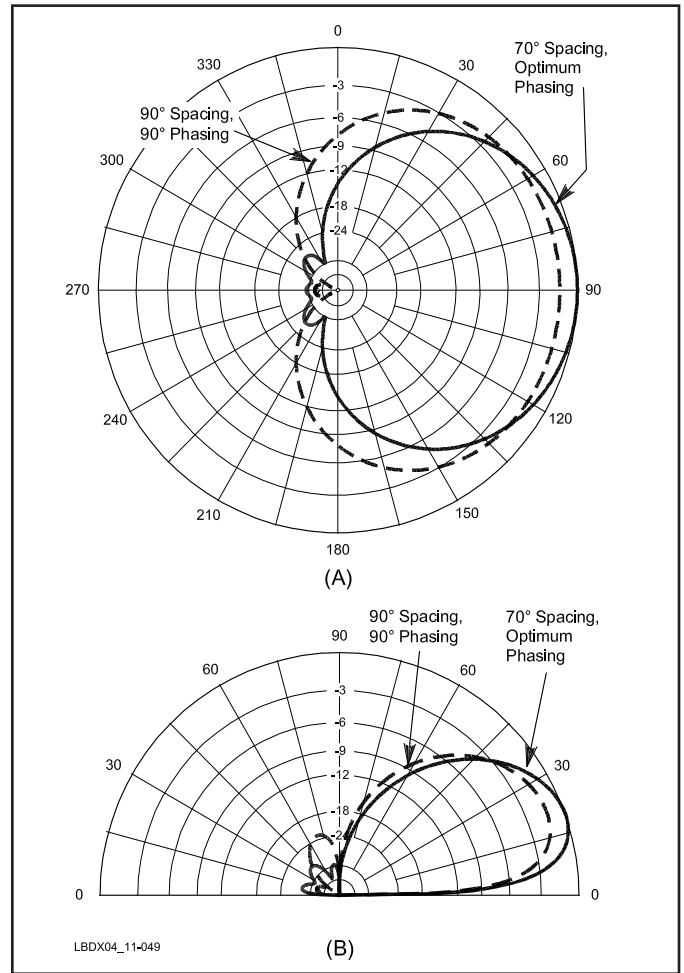 0
330
30
70° Spacing,
Optimum
Phasing
-3
90° Spacing,
90° Phasing
-6
-9
300
60
-12
-18
-24
270
90
240
120
210
150
180
(A)
90° Spacing,
90° Phasing
70° Spacing,
Optimum
Phasing
90
60
60
-3
-6
30
30
-9
-12
-18
-24
0
0
LBDX04_11-049
(B)